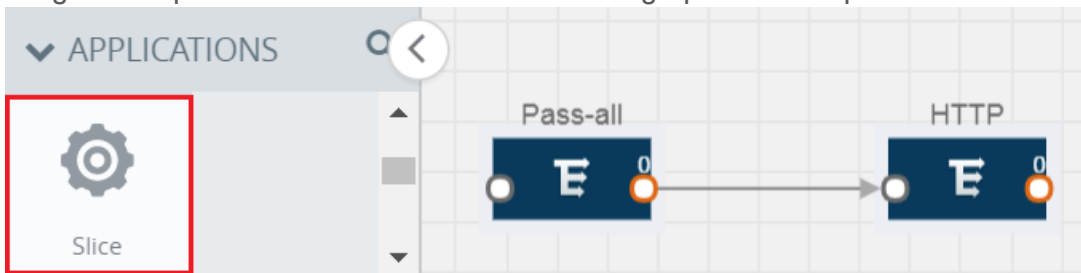 APPLICATIONS
Slice
Pass-all
0
HTTP
0